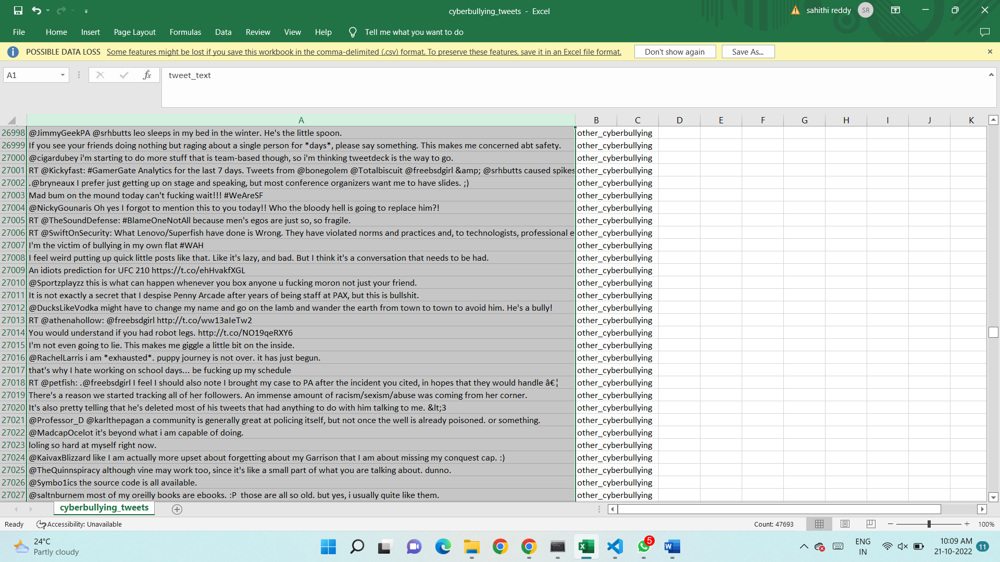 cyberbullying_tweets - Excel
sahithi reddy
SR
File Home Insert Page Layout Formulas Data Review View Help Tell me what you want to do
POSSIBLE DATA LOSS Some features might be lost if you save this workbook in the comma-delimited (.csv) format. To preserve these features, save it in an Excel file format. Don't show again Save As...
A1 fx tweet_text
A B C D E F G H I J K
26998 @JimmyGeekPA @srhbutts leo sleeps in my bed in the winter. He's the little spoon. other_cyberbullying
26999 If you see your friends doing nothing but raging about a single person for *days*, please say something. This makes me concerned abt safety. other_cyberbullying
27000 @cigardubey i'm starting to do more stuff that is team-based though, so i'm thinking tweetdeck is the way to go. other_cyberbullying
27001 RT @Kickyfast: #GamerGate Analytics for the last 7 days. Tweets from @bonegolem @Totalbiscuit @freebsdgirl &amp; @srhbutts caused spikes other_cyberbullying
27002 .@bryneaux I prefer just getting up on stage and speaking, but most conference organizers want me to have slides. ;) other_cyberbullying
27003 Mad bum on the mound today can't fucking wait!!! #WeAreSF other_cyberbullying
27004 @NickyGounaris Oh yes I forgot to mention this to you today!! Who the bloody hell is going to replace him?! other_cyberbullying
27005 RT @TheSoundDefense: #BlameOneNotAll because men's egos are just so, so fragile. other_cyberbullying
27006 RT @SwiftOnSecurity: What Lenovo/Superfish have done is Wrong. They have violated norms and practices and, to technologists, professional e other_cyberbullying
27007 I'm the victim of bullying in my own flat #WAH other_cyberbullying
27008 I feel weird putting up quick little posts like that. Like it's lazy, and bad. But I think it's a conversation that needs to be had. other_cyberbullying
27009 An idiots prediction for UFC 210 https://t.co/ehHvakfXGL other_cyberbullying
27010 @Sportzplayzz this is what can happen whenever you box anyone u fucking moron not just your friend. other_cyberbullying
27011 It is not exactly a secret that I despise Penny Arcade after years of being staff at PAX, but this is bullshit. other_cyberbullying
27012 @DucksLikeVodka might have to change my name and go on the lamb and wander the earth from town to town to avoid him. He's a bully! other_cyberbullying
27013 RT @athenahollow: @freebsdgirl http://t.co/ww13aIeTw2 other_cyberbullying
27014 You would understand if you had robot legs. http://t.co/NO19qeRXY6 other_cyberbullying
27015 I'm not even going to lie. This makes me giggle a little bit on the inside. other_cyberbullying
27016 @RachelLarris i am *exhausted*. puppy journey is not over. it has just begun. other_cyberbullying
27017 that's why I hate working on school days... be fucking up my schedule other_cyberbullying
27018 RT @petfish: .@freebsdgirl I feel I should also note I brought my case to PA after the incident you cited, in hopes that they would handle â€¦ other_cyberbullying
27019 There's a reason we started tracking all of her followers. An immense amount of racism/sexism/abuse was coming from her corner. other_cyberbullying
27020 It's also pretty telling that he's deleted most of his tweets that had anything to do with him talking to me. &lt;3 other_cyberbullying
27021 @Professor_D @karlthepagan a community is generally great at policing itself, but not once the well is already poisoned. or something. other_cyberbullying
27022 @MadcapOcelot it's beyond what i am capable of doing. other_cyberbullying
27023 loling so hard at myself right now. other_cyberbullying
27024 @KaivaxBlizzard like I am actually more upset about forgetting about my Garrison that I am about missing my conquest cap. :) other_cyberbullying
27025 @TheQuinnspiracy although vine may work too, since it's like a small part of what you are talking about. dunno. other_cyberbullying
27026 @Symbo1ics the source code is all available. other_cyberbullying
27027 @saltnburnem most of my oreilly books are ebooks. :P those are all so old. but yes, i usually quite like them. other_cyberbullying
cyberbullying_tweets
Ready Accessibility: Unavailable Count: 47693 100%
24°C
Partly cloudy
5
ENG
IN
10:09 AM
21-10-2022
11